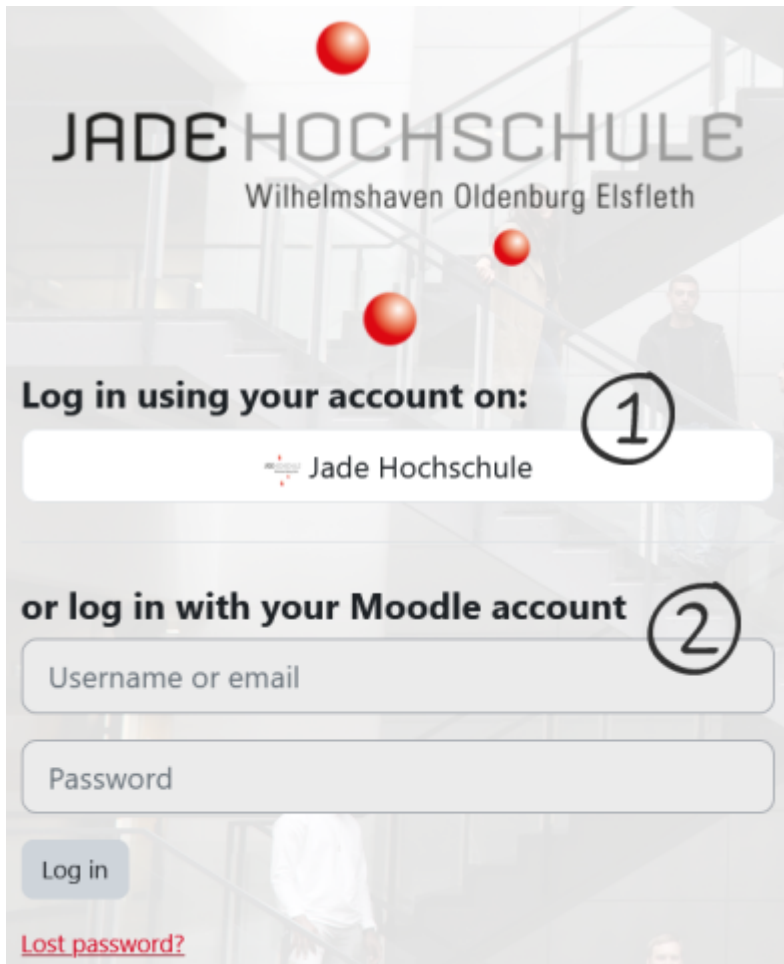 JADE HOCHSCHULE
Wilhelmshaven Oldenburg Elsfleth
Log in using your account on:
1
Jade Hochschule
or log in with your Moodle account
2
Username or email
Password
Log in
Lost password?